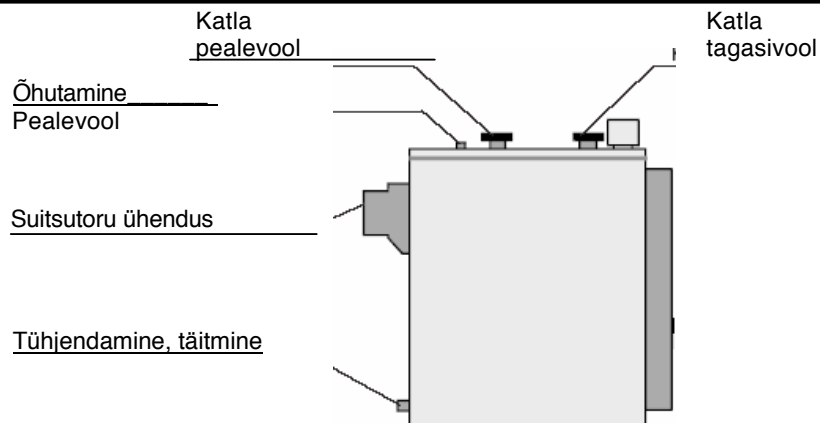 Katla
pealevool
Katla
tagasivool
Õhutamine
Pealevool
Suitsutoru ühendus
Tühjendamine, täitmine